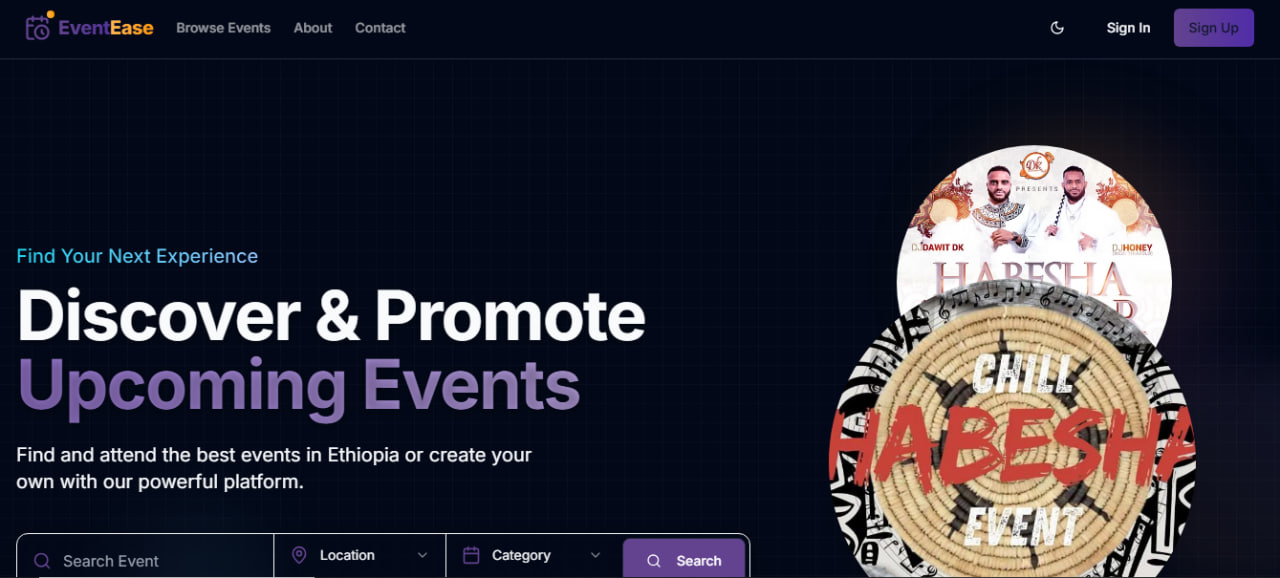 EventEase
Browse Events
About
Contact
Sign In
Sign Up
Find Your Next Experience
Discover & Promote
Upcoming Events
Find and attend the best events in Ethiopia or create your
own with our powerful platform.
Search Event
Location
Category
Search
Dk
PRESENTS
DJ DAWIT DK
DJ HONEY
HABESHA
CHILL
HABESHA
EVENT